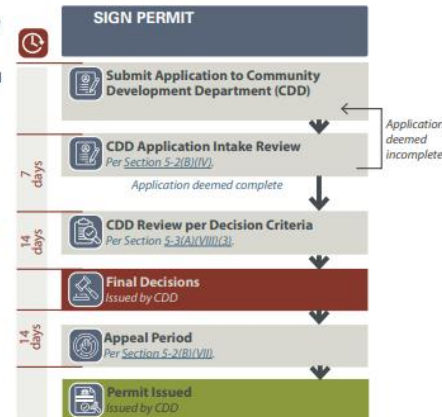 SIGN PERMIT
Submit Application to Community
Development Department (CDD)
Application
deemed
incomplete
CDD Application Intake Review
Per Section 5-2(B)(IV).
7
days
Application deemed complete
CDD Review per Decision Criteria
Per Section 5-3(A)(VIII)(3).
14
days
Final Decisions
Issued by CDD
Appeal Period
Per Section 5-2(B)(VII).
14
days
Permit Issued
Issued by CDD